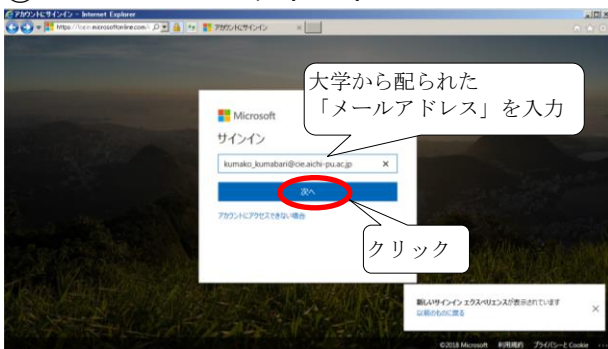 アカウントにサインイン - Internet Explorer
アカウントにサインイン
大学から配られた
「メールアドレス」を入力
Microsoft
サインイン
kumako_kumabari@cie.aichi-pu.ac.jp
次へ
アカウントにアクセスできない場合
クリック
新しいサインイン エクスペリエンスが表示されています
以前のものに戻る
©2018 Microsoft 利用規約 プライバシーと Cookie